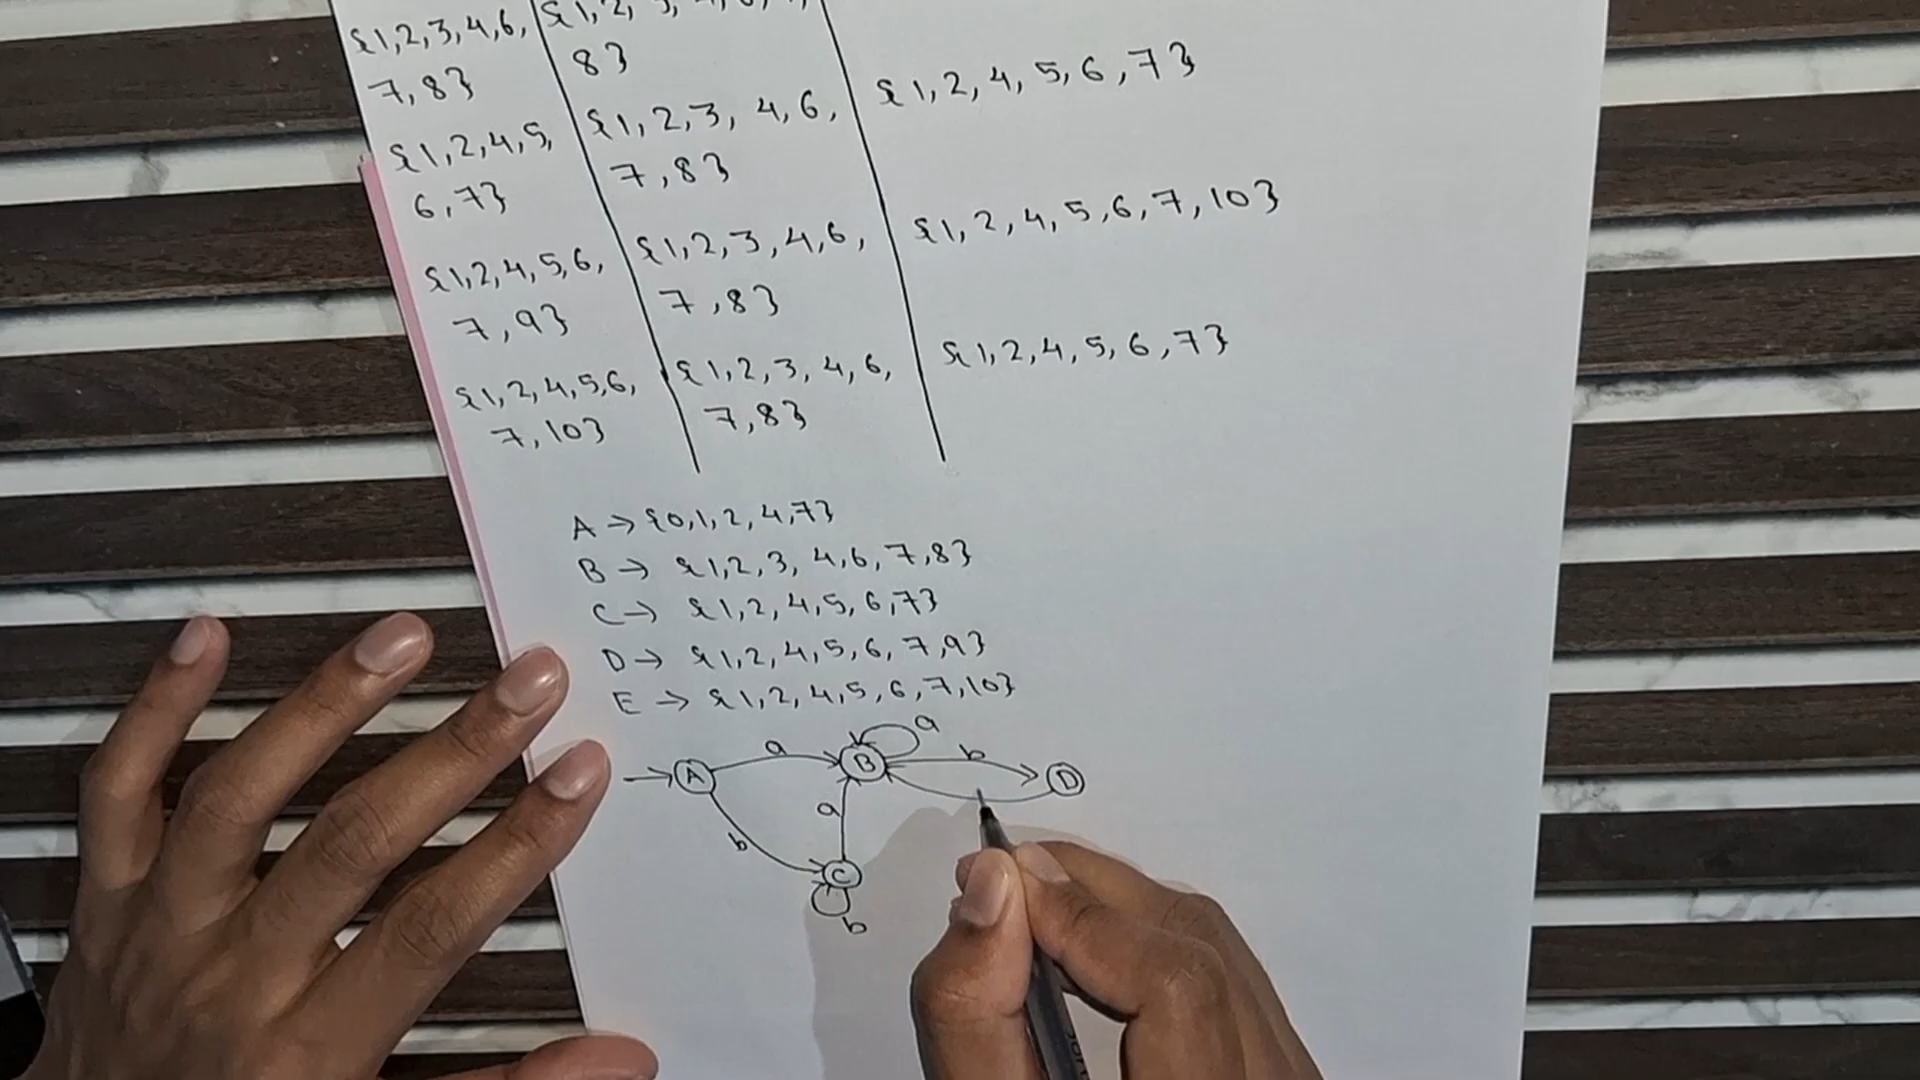 {1,2,3,4,6,
7,8}
8}
{1,2,4,5,
6,7}
{1,2,3,4,6,
7,8}
{1,2,4,5,6,7}
{1,2,4,5,6,
7,9}
{1,2,3,4,6,
7,8}
{1,2,4,5,6,7,10}
{1,2,4,5,6,
7,10}
{1,2,3,4,6,
7,8}
{1,2,4,5,6,7}
A → {0,1,2,4,7}
B → {1,2,3,4,6,7,8}
C → {1,2,4,5,6,7}
D → {1,2,4,5,6,7,9}
E → {1,2,4,5,6,7,10}
a
a
b
A
B
D
a
b
C
b